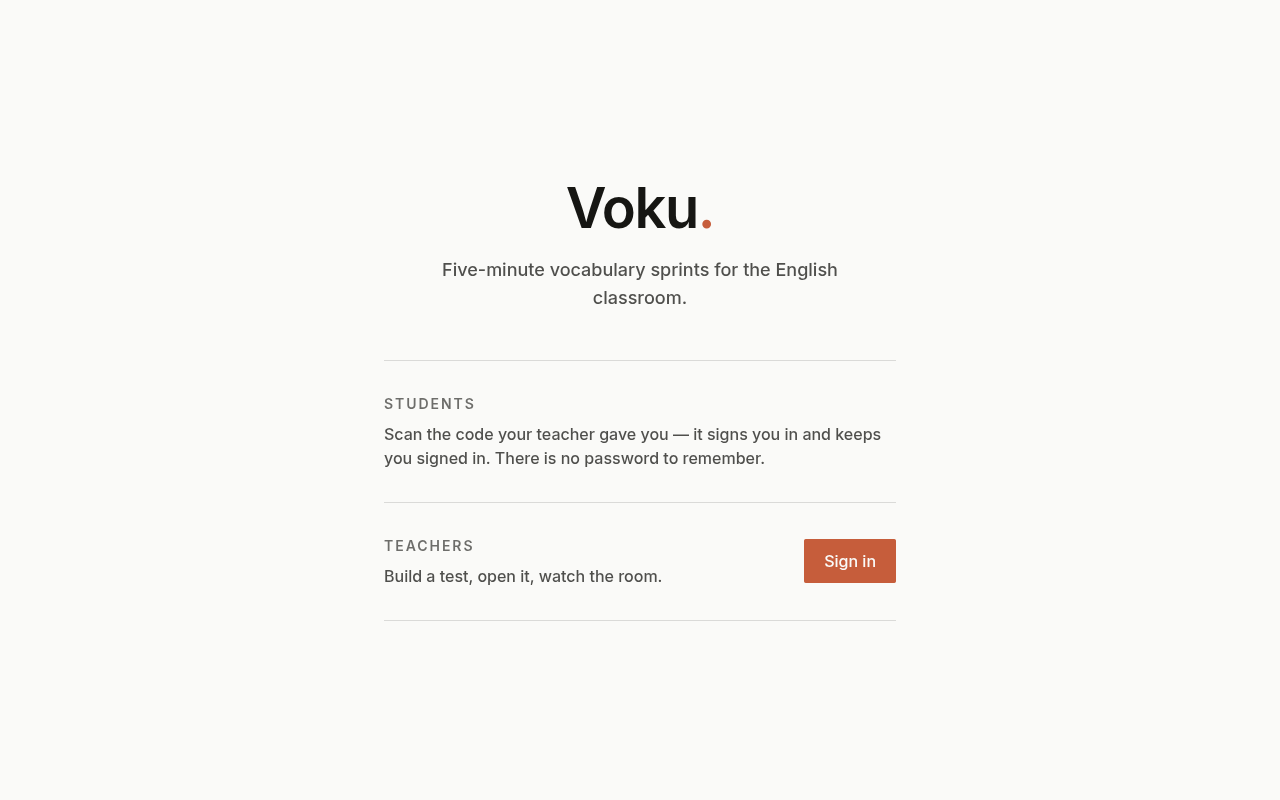 Voku.
Five-minute vocabulary sprints for the English
classroom.
STUDENTS
Scan the code your teacher gave you — it signs you in and keeps
you signed in. There is no password to remember.
TEACHERS
Build a test, open it, watch the room.
Sign in